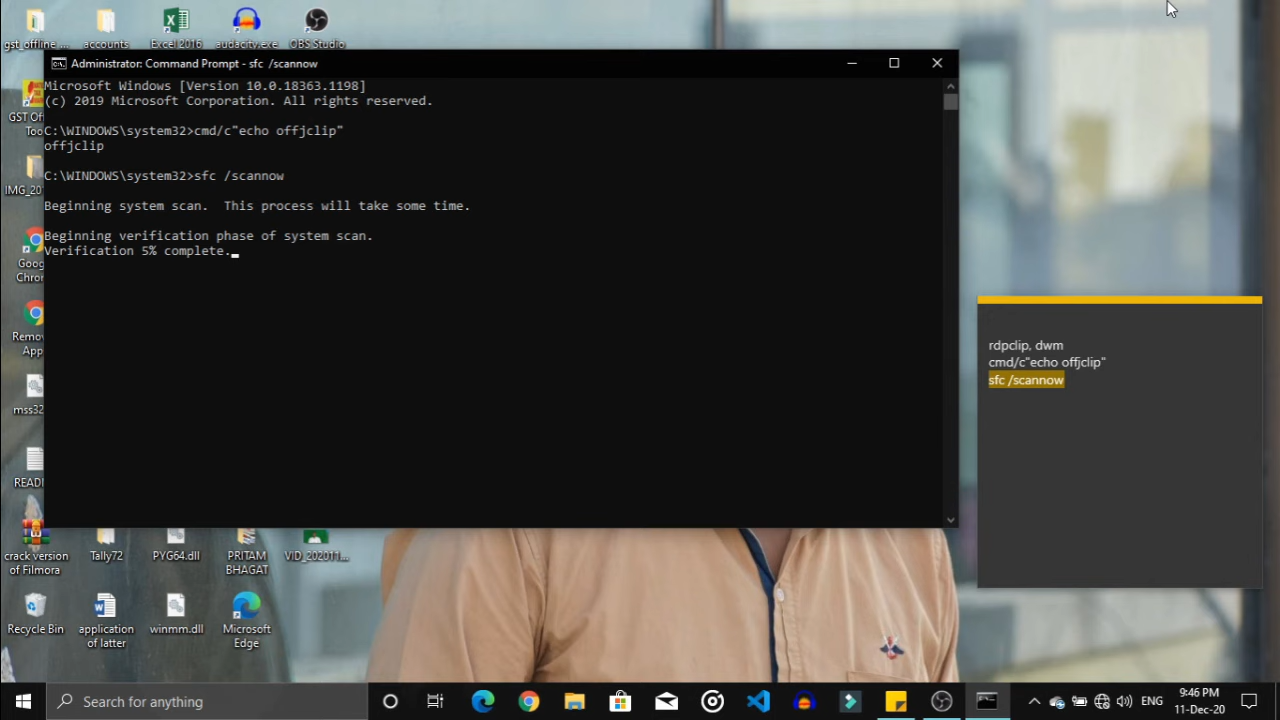 gst_offline_...
accounts
Excel 2016
audacity.exe
OBS Studio
Administrator: Command Prompt - sfc /scannow
Microsoft Windows [Version 10.0.18363.1198]
(c) 2019 Microsoft Corporation. All rights reserved.
C:\WINDOWS\system32>cmd/c"echo offjclip"
offjclip
C:\WINDOWS\system32>sfc /scannow
Beginning system scan.  This process will take some time.
Beginning verification phase of system scan.
Verification 5% complete.
GST Of
Too
IMG_20
Goog
Chron
Remo
App
mss32
READ
rdpclip, dwm
cmd/c"echo offjclip"
sfc /scannow
crack version
of Filmora
Tally72
PYG64.dll
PRITAM
BHAGAT
VID_202011...
Recycle Bin
application
of latter
winmm.dll
Microsoft
Edge
Search for anything
ENG
9:46 PM
11-Dec-20